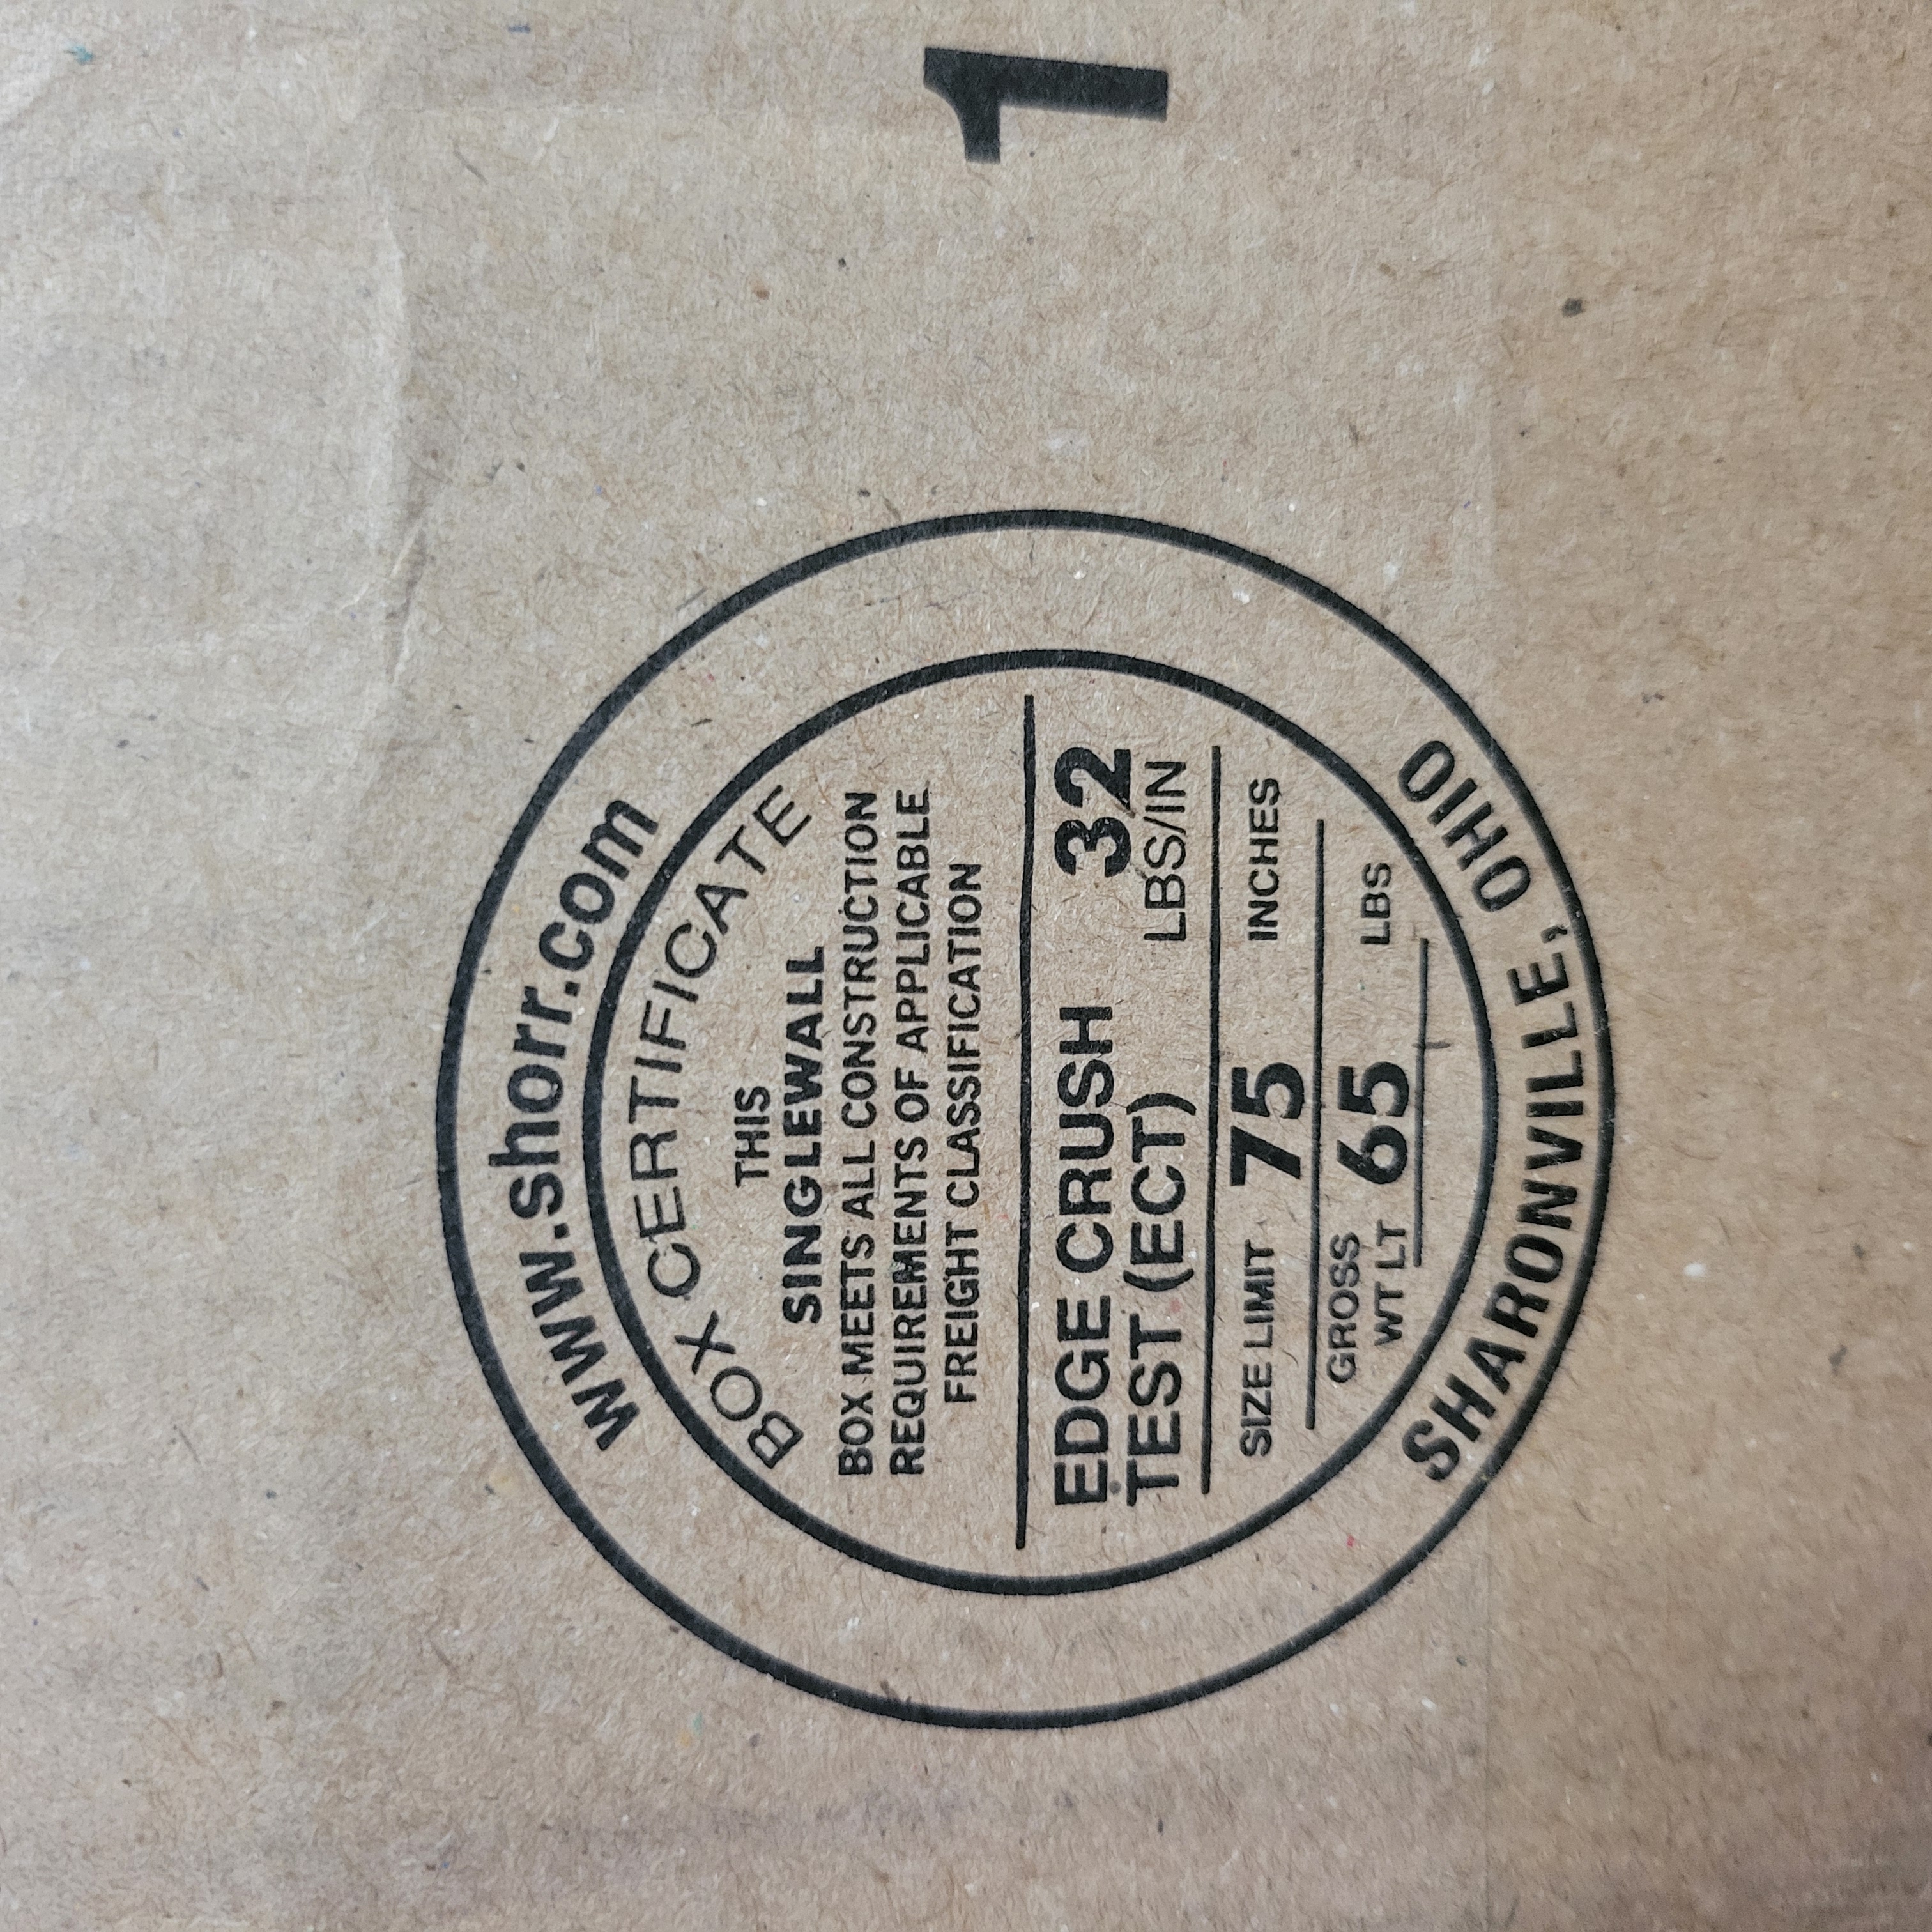 www.shorr.com
BOX CERTIFICATE
THIS
SINGLEWALL
BOX MEETS ALL CONSTRUCTION
REQUIREMENTS OF APPLICABLE
FREIGHT CLASSIFICATION
EDGE CRUSH 32
TEST (ECT) LBS/IN
SIZE LIMIT 75 INCHES
GROSS
WT LT 65 LBS
SHARONVILLE, OHIO
1